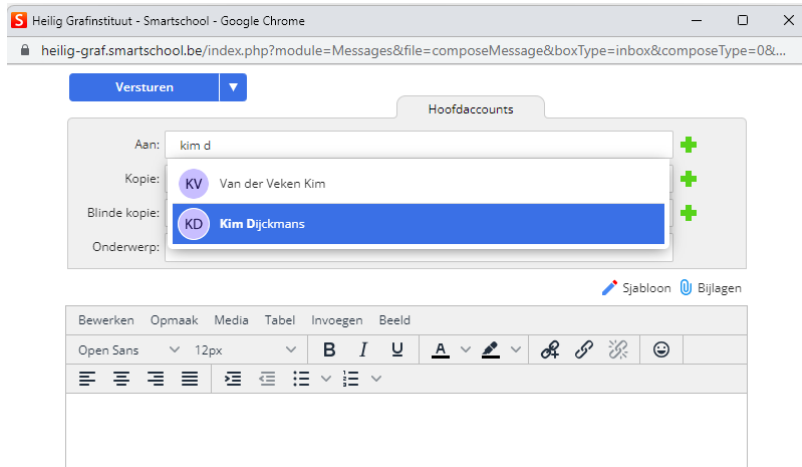 S Heilig Grafinstituut - Smartschool - Google Chrome
heilig-graf.smartschool.be/index.php?module=Messages&file=composeMessage&boxType=inbox&composeType=0&...
Versturen
Hoofdaccounts
Aan: kim d
Kopie:
KV Van der Veken Kim
Blinde kopie:
KD Kim Dijckmans
Onderwerp:
Sjabloon Bijlagen
Bewerken Opmaak Media Tabel Invoegen Beeld
Open Sans 12px B I U A